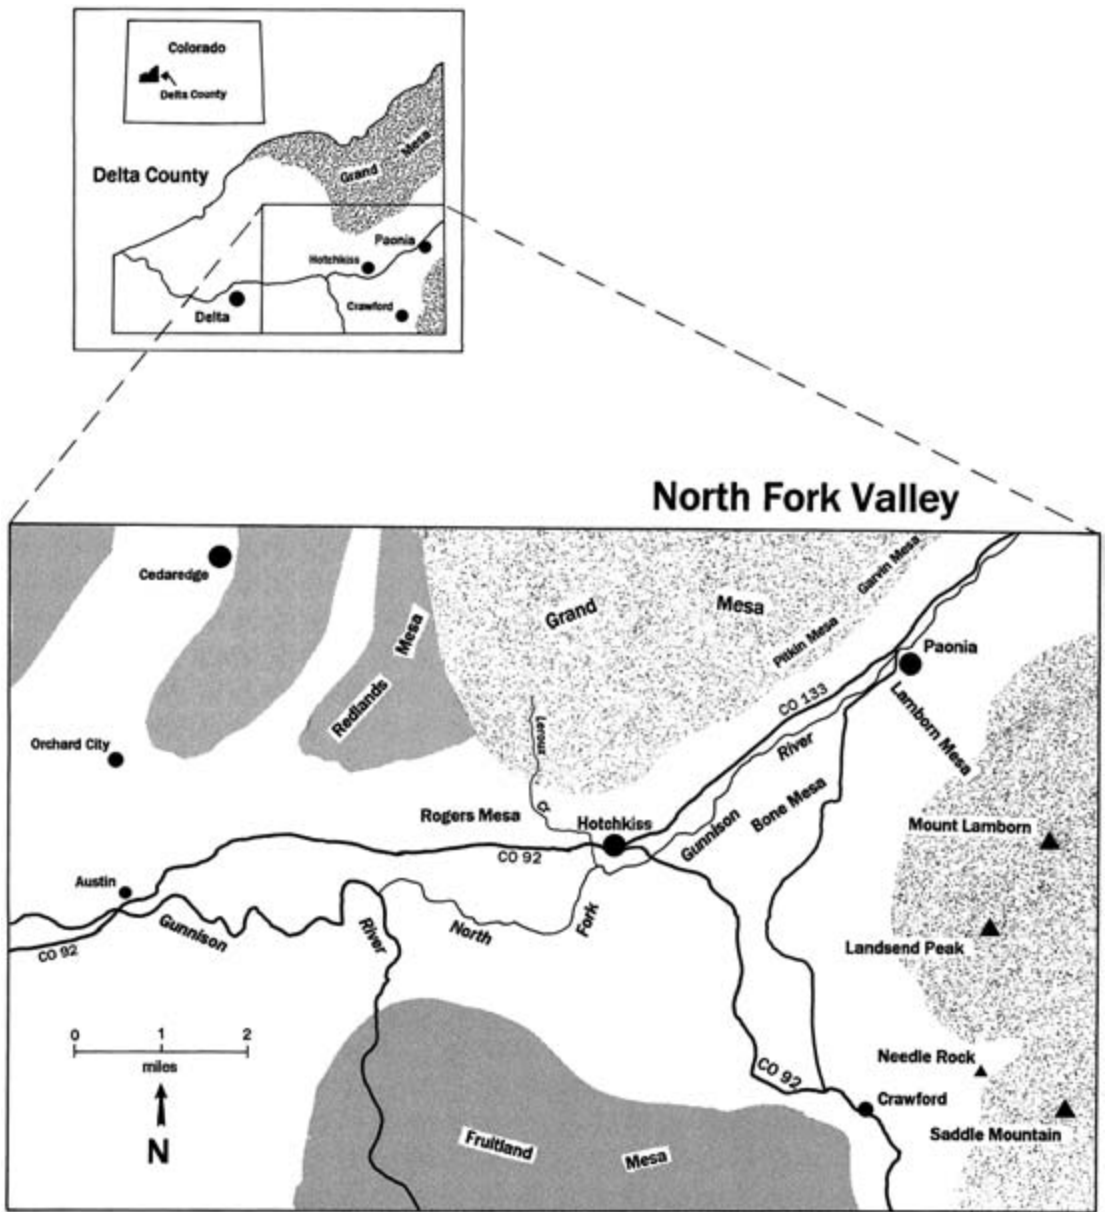 Colorado
Delta County
Delta County
Grand Mesa
Paonia
Hotchkiss
Crawford
Delta
North Fork Valley
Cedaredge
Grand Mesa
Garvin Mesa
Pitkin Mesa
Redlands Mesa
Paonia
CO 133
Lamborn Mesa
Orchard City
Leroux Cr.
River
Bone Mesa
Rogers Mesa
Hotchkiss
Mount Lamborn
Gunnison
CO 92
Austin
Gunnison
River
North
Fork
CO 92
Landsend Peak
0 1 2
miles
N
Needle Rock
CO 92
Crawford
Saddle Mountain
Fruitland Mesa